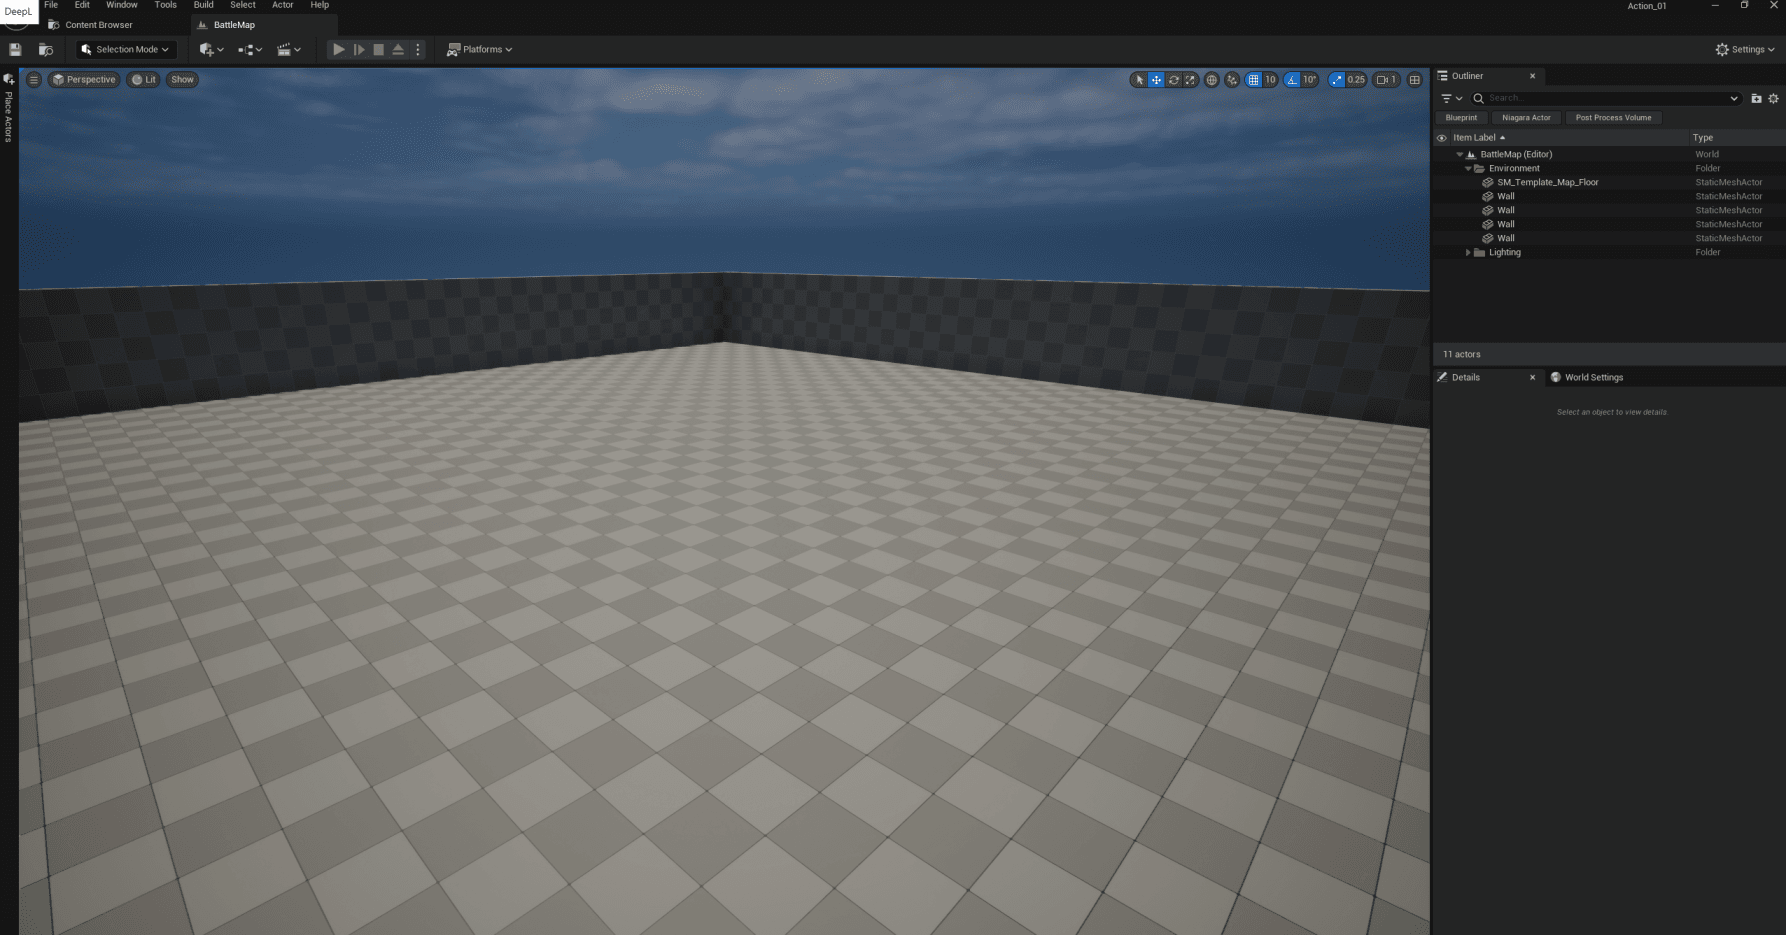 DeepL
File Edit Window Tools Build Select Actor Help
Action_01
Content Browser
BattleMap
Selection Mode
Platforms
Settings
Place Actors
Perspective
Lit
Show
10
10°
0.25
1
Outliner
Search...
Blueprint
Niagara Actor
Post Process Volume
Item Label
Type
BattleMap (Editor) World
Environment Folder
SM_Template_Map_Floor StaticMeshActor
Wall StaticMeshActor
Wall StaticMeshActor
Wall StaticMeshActor
Wall StaticMeshActor
Lighting Folder
11 actors
Details
World Settings
Select an object to view details